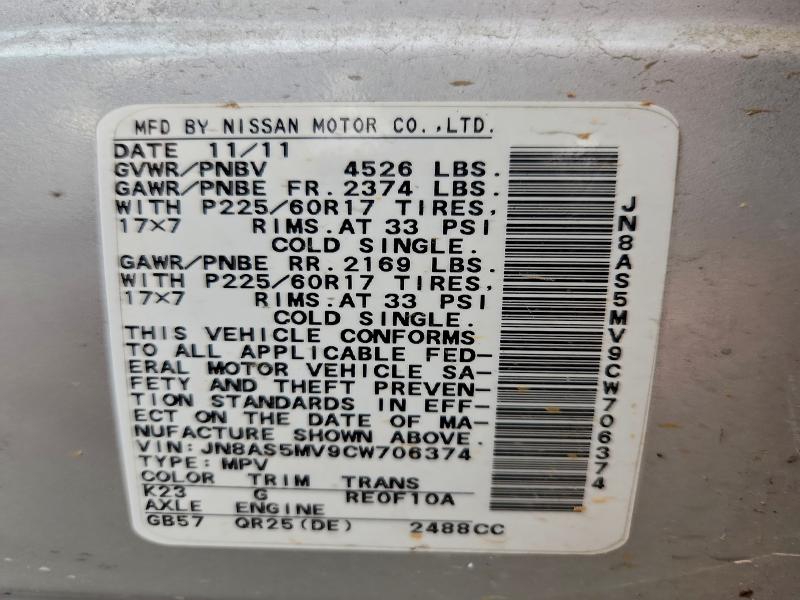 MFD BY NISSAN MOTOR CO.,LTD.
DATE 11/11
GVWR/PNBV 4526 LBS.
GAWR/PNBE FR. 2374 LBS.
WITH P225/60R17 TIRES,
17×7 RIMS.AT 33 PSI
COLD SINGLE.
GAWR/PNBE RR. 2169 LBS.
WITH P225/60R17 TIRES,
17×7 RIMS.AT 33 PSI
COLD SINGLE.
THIS VEHICLE CONFORMS
TO ALL APPLICABLE FED-
ERAL MOTOR VEHICLE SA-
FETY AND THEFT PREVEN-
TION STANDARDS IN EFF-
ECT ON THE DATE OF MA-
NUFACTURE SHOWN ABOVE.
VIN: JN8AS5MV9CW706374
TYPE: MPV
COLOR TRIM TRANS
K23 G RE0F10A
AXLE ENGINE
GB57 QR25(DE) 2488CC
JN8AS5MV9CW706374